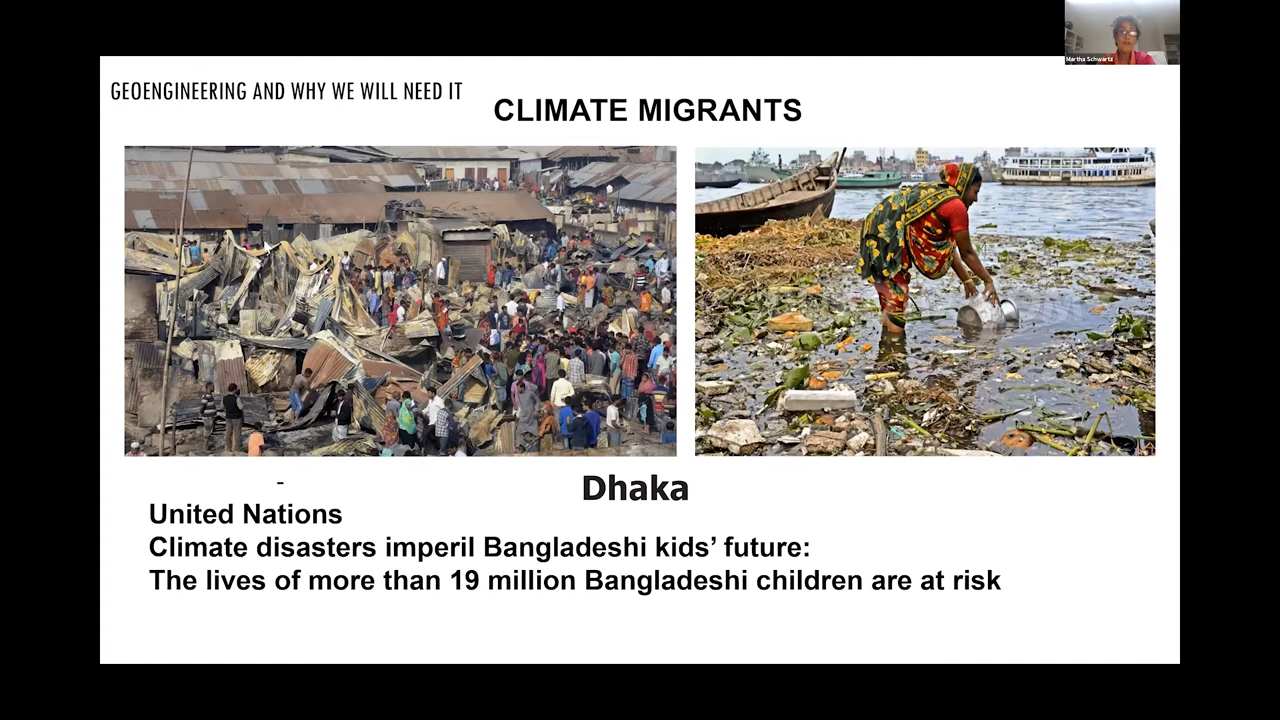 Martha Schwartz
GEOENGINEERING AND WHY WE WILL NEED IT
CLIMATE MIGRANTS
Dhaka
-
United Nations
Climate disasters imperil Bangladeshi kids’ future:
The lives of more than 19 million Bangladeshi children are at risk